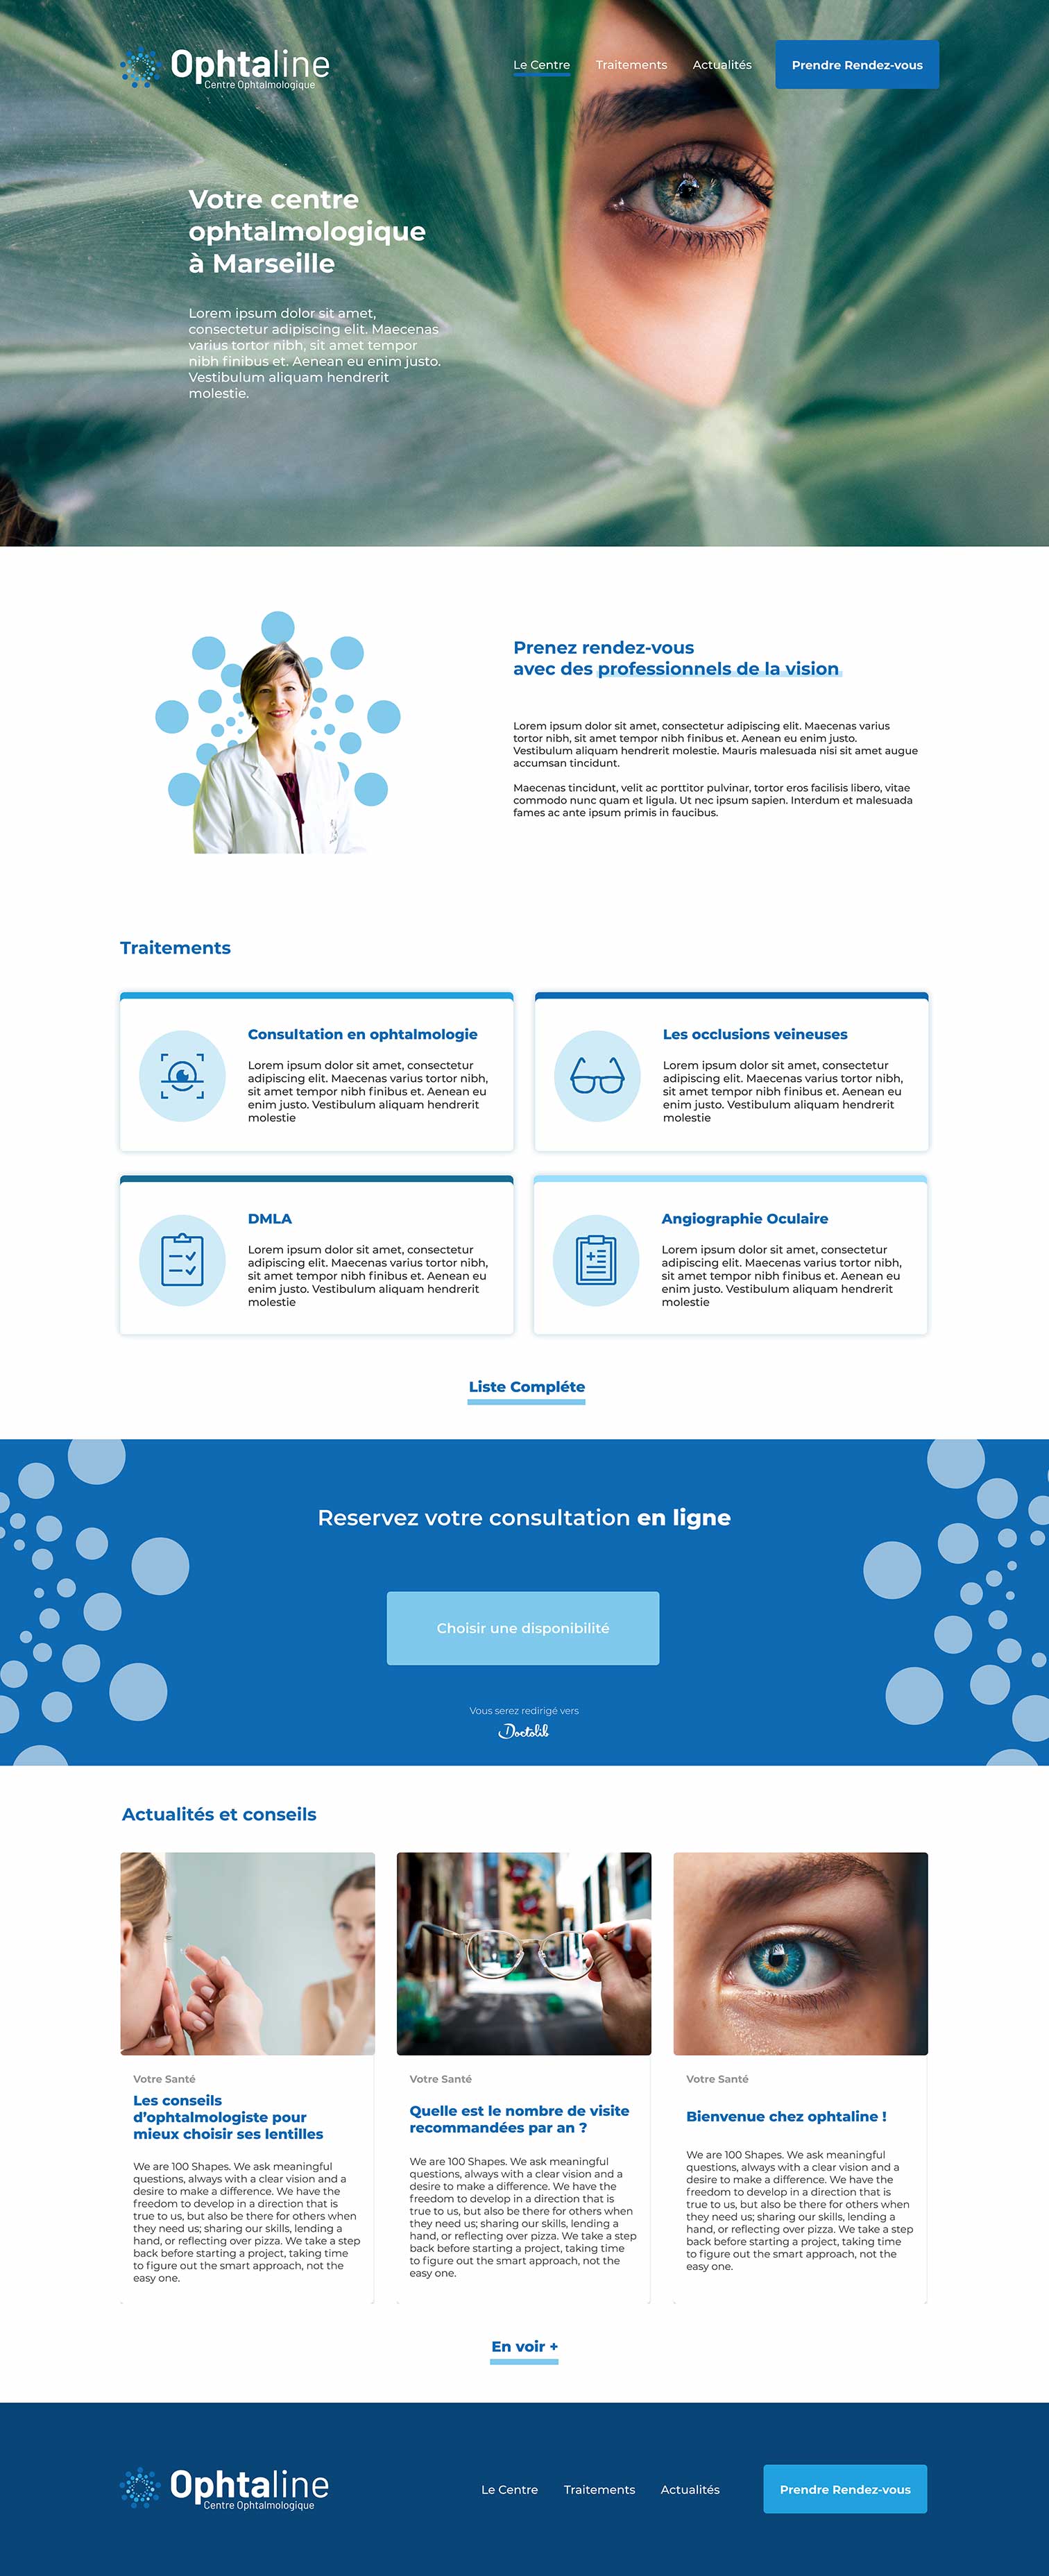 Ophtaline
Centre Ophtalmologique
Le Centre
Traitements
Actualités
Prendre Rendez-vous
Votre centre
ophtalmologique
à Marseille
Lorem ipsum dolor sit amet,
consectetur adipiscing elit. Maecenas
varius tortor nibh, sit amet tempor
nibh finibus et. Aenean eu enim justo.
Vestibulum aliquam hendrerit
molestie.
Prenez rendez-vous
avec des professionnels de la vision
Lorem ipsum dolor sit amet, consectetur adipiscing elit. Maecenas varius
tortor nibh, sit amet tempor nibh finibus et. Aenean eu enim justo.
Vestibulum aliquam hendrerit molestie. Mauris malesuada nisi sit amet augue
accumsan tincidunt.
Maecenas tincidunt, velit ac porttitor pulvinar, tortor eros facilisis libero, vitae
commodo nunc quam et ligula. Ut nec ipsum sapien. Interdum et malesuada
fames ac ante ipsum primis in faucibus.
Traitements
Consultation en ophtalmologie
Lorem ipsum dolor sit amet, consectetur
adipiscing elit. Maecenas varius tortor nibh,
sit amet tempor nibh finibus et. Aenean eu
enim justo. Vestibulum aliquam hendrerit
molestie
Les occlusions veineuses
Lorem ipsum dolor sit amet, consectetur
adipiscing elit. Maecenas varius tortor nibh,
sit amet tempor nibh finibus et. Aenean eu
enim justo. Vestibulum aliquam hendrerit
molestie
DMLA
Lorem ipsum dolor sit amet, consectetur
adipiscing elit. Maecenas varius tortor nibh,
sit amet tempor nibh finibus et. Aenean eu
enim justo. Vestibulum aliquam hendrerit
molestie
Angiographie Oculaire
Lorem ipsum dolor sit amet, consectetur
adipiscing elit. Maecenas varius tortor nibh,
sit amet tempor nibh finibus et. Aenean eu
enim justo. Vestibulum aliquam hendrerit
molestie
Liste Compléte
Reservez votre consultation en ligne
Choisir une disponibilité
Vous serez redirigé vers
Doctolib
Actualités et conseils
Votre Santé
Les conseils
d’ophtalmologiste pour
mieux choisir ses lentilles
We are 100 Shapes. We ask meaningful
questions, always with a clear vision and a
desire to make a difference. We have the
freedom to develop in a direction that is
true to us, but also be there for others when
they need us; sharing our skills, lending a
hand, or reflecting over pizza. We take a step
back before starting a project, taking time
to figure out the smart approach, not the
easy one.
Votre Santé
Quelle est le nombre de visite
recommandées par an ?
We are 100 Shapes. We ask meaningful
questions, always with a clear vision and a
desire to make a difference. We have the
freedom to develop in a direction that is
true to us, but also be there for others when
they need us; sharing our skills, lending a
hand, or reflecting over pizza. We take a step
back before starting a project, taking time
to figure out the smart approach, not the
easy one.
Votre Santé
Bienvenue chez ophtaline !
We are 100 Shapes. We ask meaningful
questions, always with a clear vision and a
desire to make a difference. We have the
freedom to develop in a direction that is
true to us, but also be there for others when
they need us; sharing our skills, lending a
hand, or reflecting over pizza. We take a step
back before starting a project, taking time
to figure out the smart approach, not the
easy one.
En voir +
Ophtaline
Centre Ophtalmologique
Le Centre
Traitements
Actualités
Prendre Rendez-vous